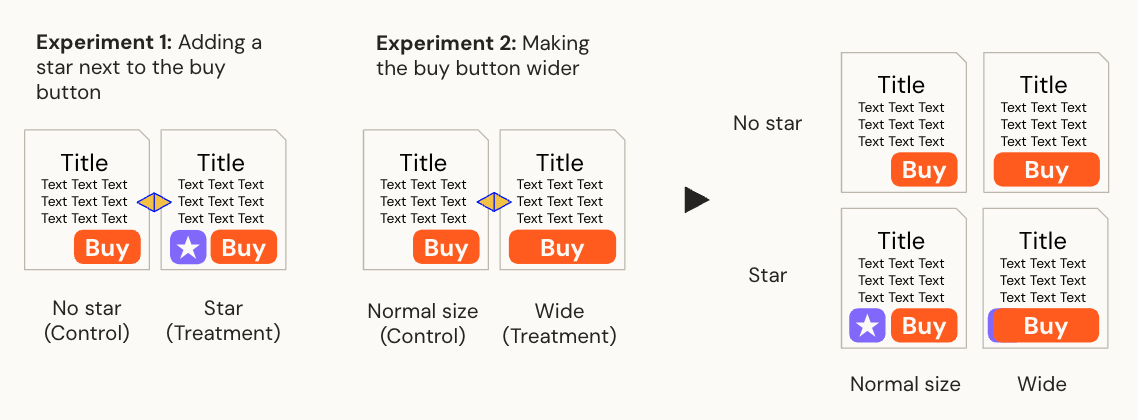 Experiment 1: Adding a
star next to the buy
button
Title
Text Text Text
Text Text Text
Text Text Text
Buy
No star
(Control)
Title
Text Text Text
Text Text Text
Text Text Text
Buy
Star
(Treatment)
Experiment 2: Making
the buy button wider
Title
Text Text Text
Text Text Text
Text Text Text
Buy
Normal size
(Control)
Title
Text Text Text
Text Text Text
Text Text Text
Buy
Wide
(Treatment)
No star
Title
Text Text Text
Text Text Text
Text Text Text
Buy
Title
Text Text Text
Text Text Text
Text Text Text
Buy
Star
Title
Text Text Text
Text Text Text
Text Text Text
Buy
Title
Text Text Text
Text Text Text
Text Text Text
Buy
Normal size
Wide